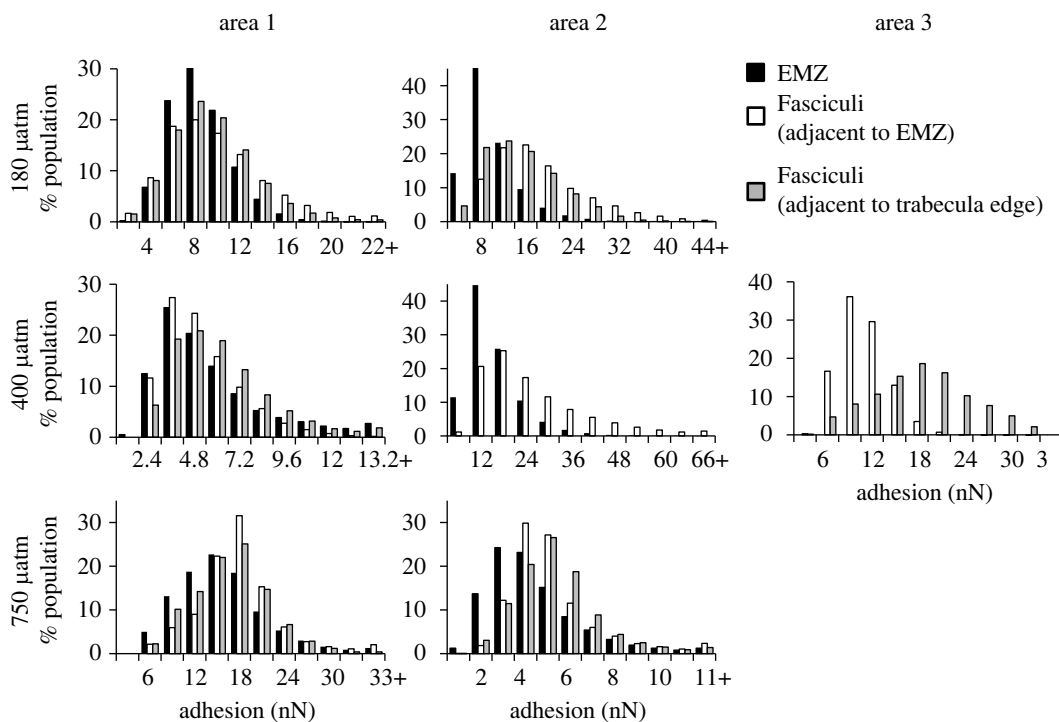 area 1
area 2
area 3
EMZ
Fasciculi
(adjacent to EMZ)
Fasciculi
(adjacent to trabecula edge)
180 µatm
% population
30
20
10
0
4 8 12 16 20 22+
40
30
20
10
0
8 16 24 32 40 44+
400 µatm
% population
30
20
10
0
2.4 4.8 7.2 9.6 12 13.2+
40
30
20
10
0
12 24 36 48 60 66+
40
30
20
10
0
6 12 18 24 30 3
adhesion (nN)
750 µatm
% population
30
20
10
0
6 12 18 24 30 33+
adhesion (nN)
30
20
10
0
2 4 6 8 10 11+
adhesion (nN)